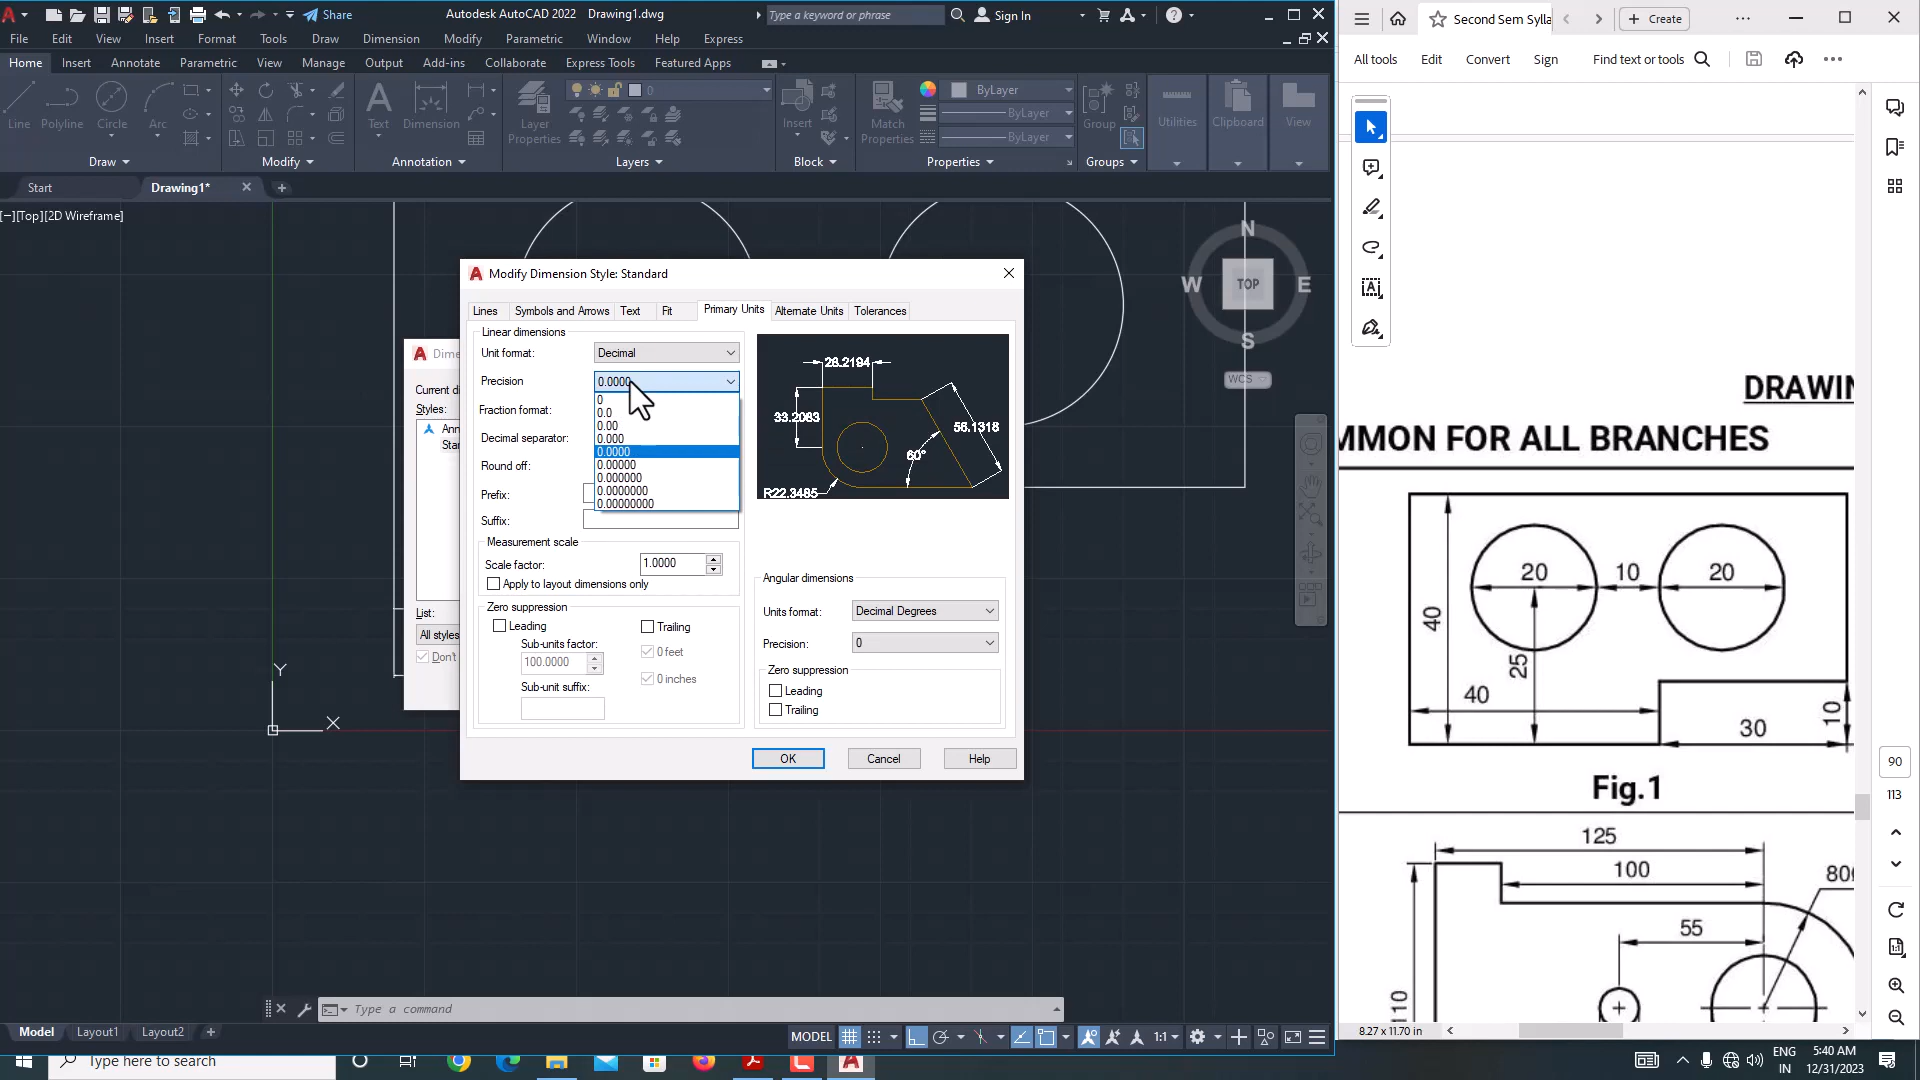 Share
Autodesk AutoCAD 2022 Drawing1.dwg
Type a keyword or phrase
Sign In
File Edit View Insert Format Tools Draw Dimension Modify Parametric Window Help Express
Home Insert Annotate Parametric View Manage Output Add-ins Collaborate Express Tools Featured Apps
Line Polyline Circle Arc
Draw
Modify
Text Dimension
Annotation
Layer Properties
0
Layers
Insert
Block
Match Properties
ByLayer
ByLayer
ByLayer
Properties
Group
Groups
Utilities
Clipboard
View
Start Drawing1*
[−][Top][2D Wireframe]
N
W TOP E
S
WCS
Y
X
Current di
Styles:
Ann
Star
List:
All styles
Don't
Modify Dimension Style: Standard
Lines Symbols and Arrows Text Fit Primary Units Alternate Units Tolerances
Linear dimensions
Unit format: Decimal
Precision 0.0000
0
0.0
0.00
0.000
0.0000
0.00000
0.000000
0.0000000
0.00000000
Fraction format:
Decimal separator:
Round off:
Prefix:
Suffix:
Measurement scale
Scale factor: 1.0000
Apply to layout dimensions only
Zero suppression
Leading
Sub-units factor:
100.0000
Sub-unit suffix:
Trailing
0 feet
0 inches
26.2194
33.2083
56.1318
60°
R22.3485
Angular dimensions
Units format: Decimal Degrees
Precision: 0
Zero suppression
Leading
Trailing
OK Cancel Help
Type a command
Model Layout1 Layout2
MODEL
1:1
Second Sem Sylla
Create
All tools Edit Convert Sign Find text or tools
DRAWIN
MMON FOR ALL BRANCHES
20 10 20
40
25
40
10
30
Fig.1
125
100
80
55
110
90
113
8.27 x 11.70 in
Type here to search
ENG
IN
5:40 AM
12/31/2023